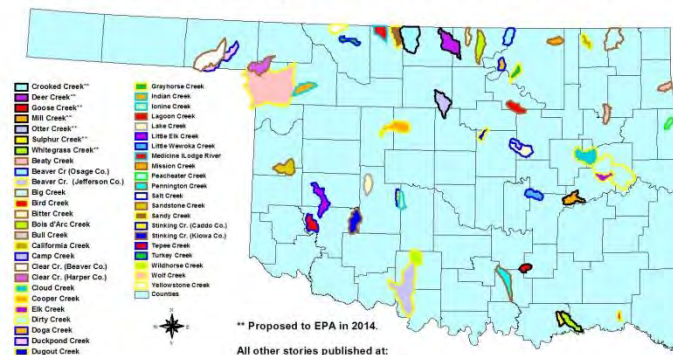 Crooked Creek**
Deer Creek**
Goose Creek**
Mill Creek**
Otter Creek**
Sulphur Creek**
Whitegrass Creek**
Beaty Creek
Beaver Cr (Osage Co.)
Beaver Cr. (Jefferson Co.)
Big Creek
Bird Creek
Bitter Creek
Bois d'Arc Creek
Bull Creek
California Creek
Camp Creek
Clear Cr. (Beaver Co.)
Clear Cr. (Harper Co.)
Cloud Creek
Cooper Creek
Elk Creek
Dirty Creek
Doga Creek
Duckpond Creek
Dugout Creek
Grayhorse Creek
Indian Creek
Ionine Creek
Lagoon Creek
Lake Creek
Little Elk Creek
Little Wewoka Creek
Medicine Lodge River
Mission Creek
Peacheater Creek
Pennington Creek
Salt Creek
Sandstone Creek
Sandy Creek
Stinking Cr. (Caddo Co.)
Stinking Cr. (Kiowa Co.)
Tepee Creek
Turkey Creek
Wildhorse Creek
Wolf Creek
Yellowstone Creek
Counties
** Proposed to EPA in 2014.
All other stories published at: